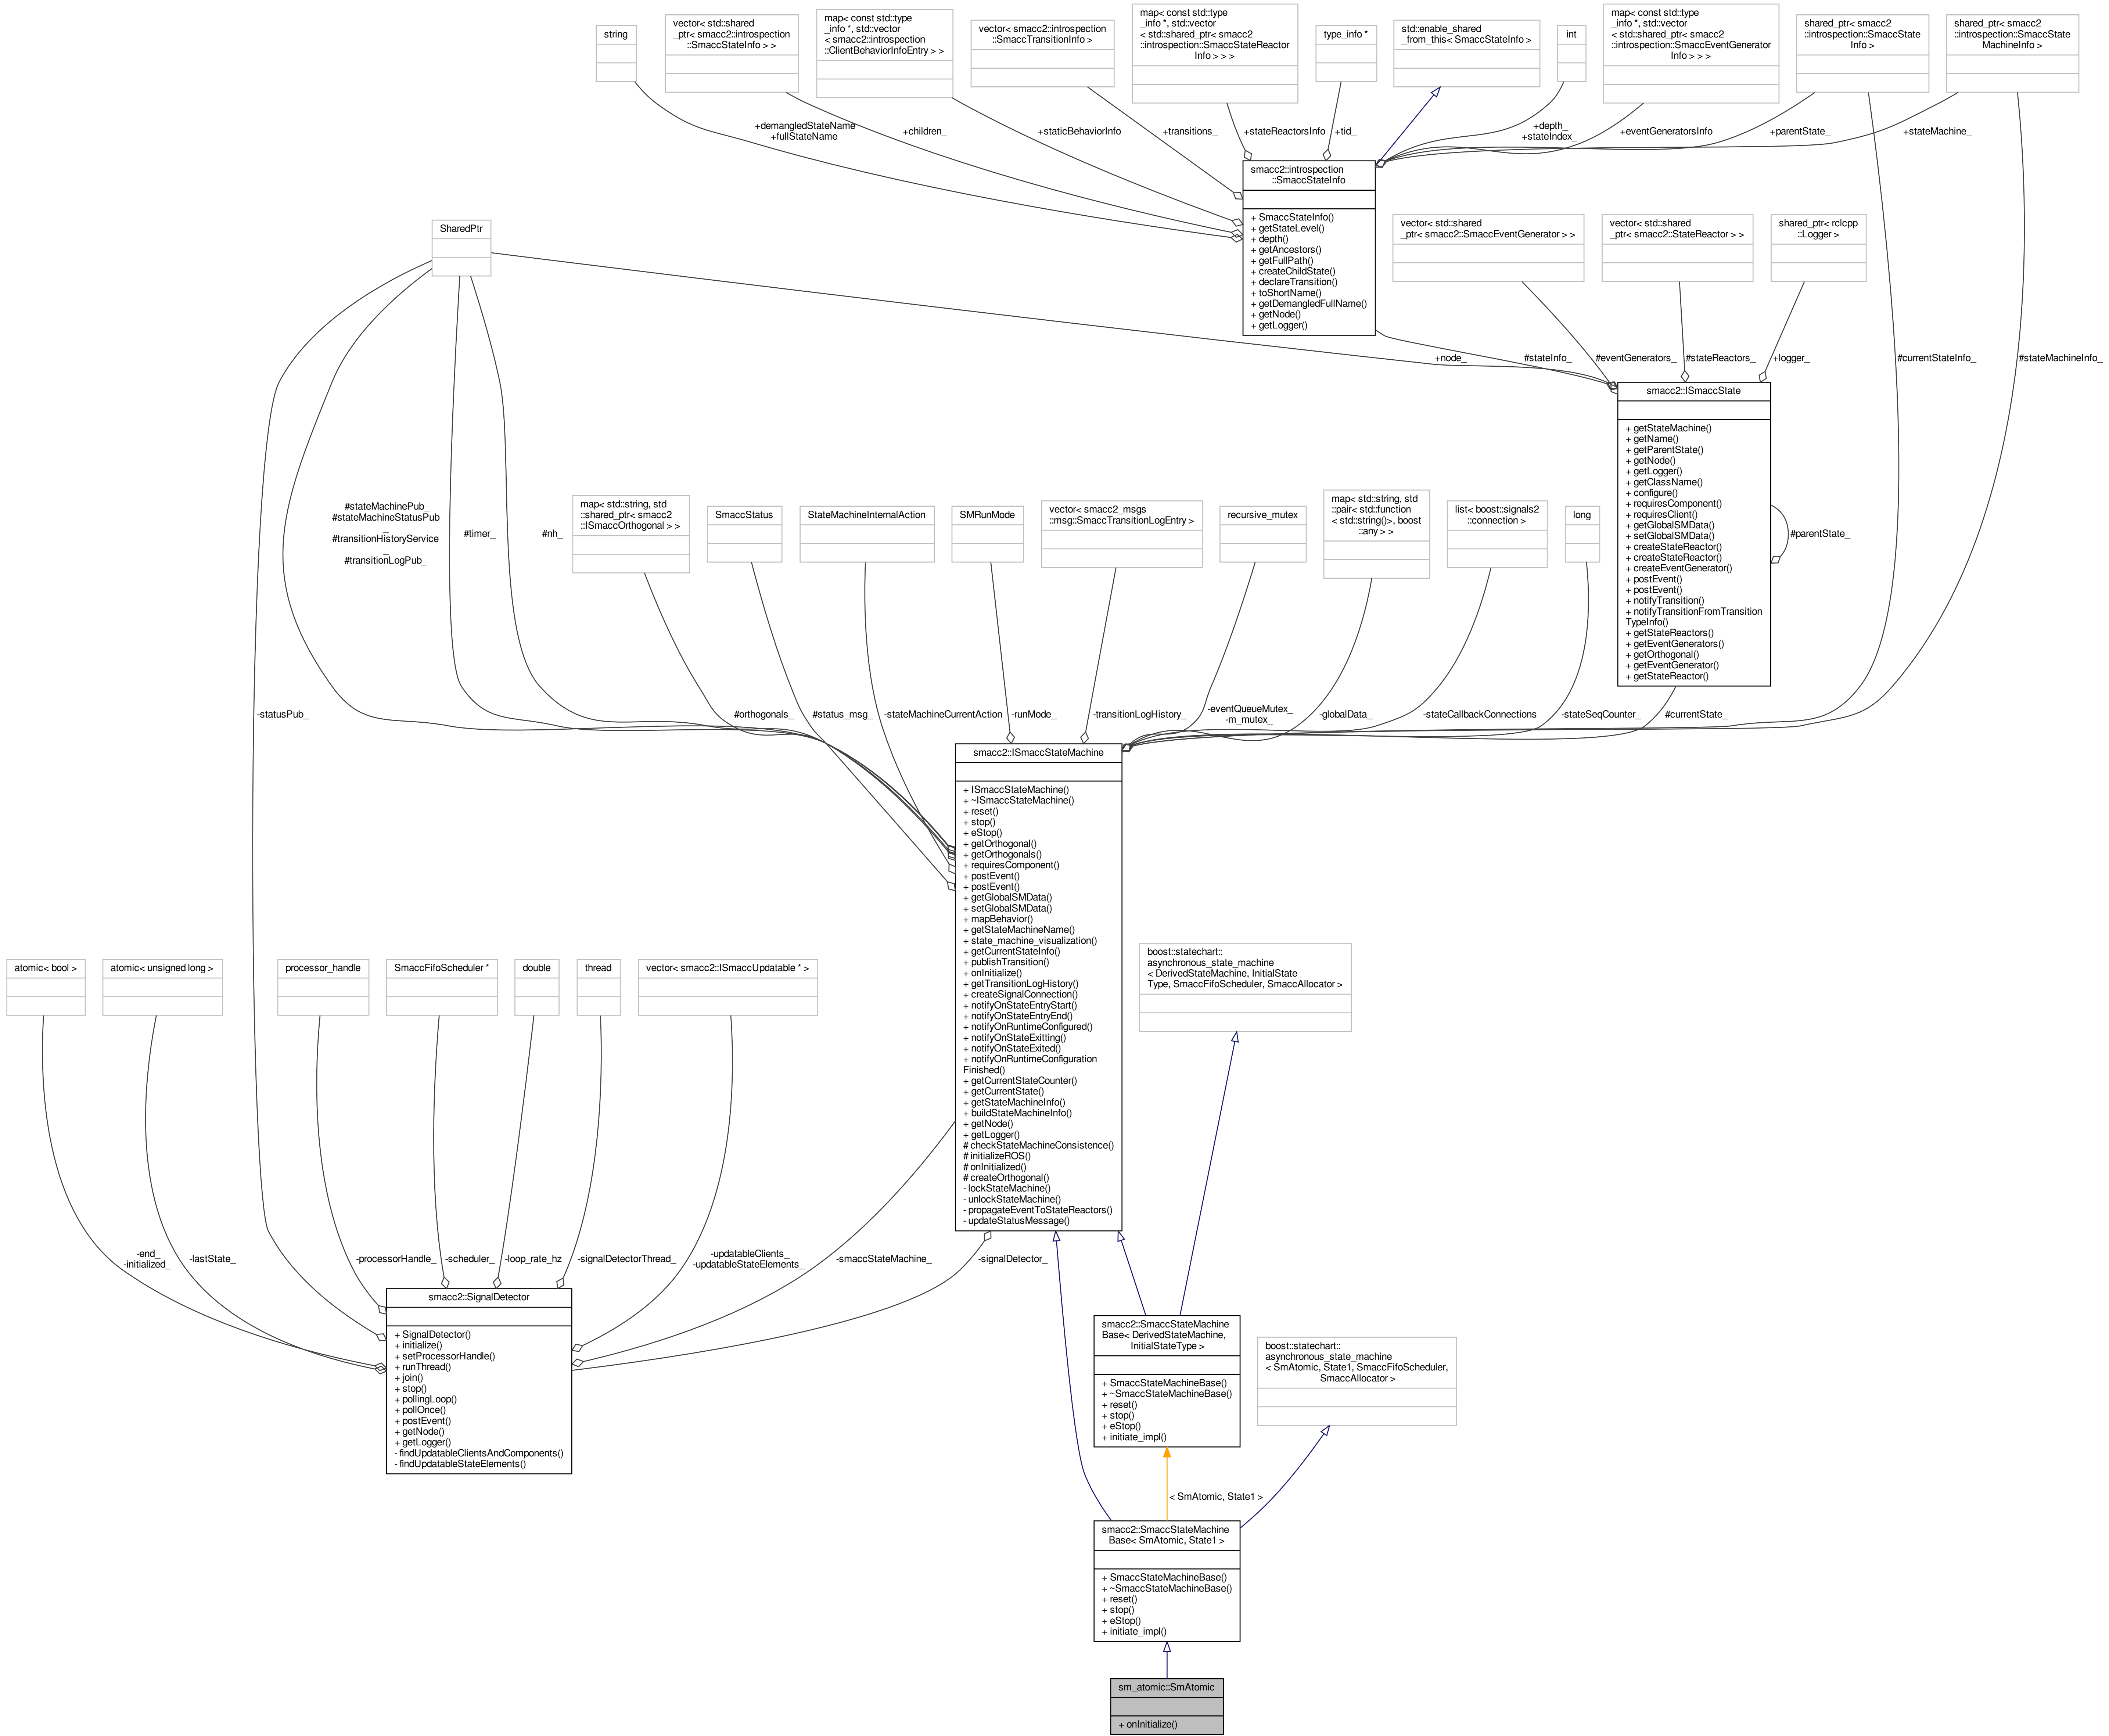 string
vector< std::shared
_ptr< smacc2::introspection
::SmaccStateInfo > >
map< const std::type
_info *, std::vector
< smacc2::introspection
::ClientBehaviorInfoEntry > >
vector< smacc2::introspection
::SmaccTransitionInfo >
map< const std::type
_info *, std::vector
< std::shared_ptr< smacc2
::introspection::SmaccStateReactor
Info > > >
type_info *
std::enable_shared
_from_this< SmaccStateInfo >
int
map< const std::type
_info *, std::vector
< std::shared_ptr< smacc2
::introspection::SmaccEventGenerator
Info > > >
shared_ptr< smacc2
::introspection::SmaccState
Info >
shared_ptr< smacc2
::introspection::SmaccState
MachineInfo >
+demangledStateName
+fullStateName
+children_
+staticBehaviorInfo
+transitions_
+stateReactorsInfo
+tid_
+depth_
+stateIndex_
+eventGeneratorsInfo
+parentState_
+stateMachine_
smacc2::introspection
::SmaccStateInfo
+ SmaccStateInfo()
+ getStateLevel()
+ depth()
+ getAncestors()
+ getFullPath()
+ createChildState()
+ declareTransition()
+ toShortName()
+ getDemangledFullName()
+ getNode()
+ getLogger()
SharedPtr
vector< std::shared
_ptr< smacc2::SmaccEventGenerator > >
vector< std::shared
_ptr< smacc2::StateReactor > >
shared_ptr< rclcpp
::Logger >
+node_
#stateInfo_
#eventGenerators_
#stateReactors_
+logger_
#currentStateInfo_
#stateMachineInfo_
smacc2::ISmaccState
+ getStateMachine()
+ getName()
+ getParentState()
+ getNode()
+ getLogger()
+ getClassName()
+ configure()
+ requiresComponent()
+ requiresClient()
+ getGlobalSMData()
+ setGlobalSMData()
+ createStateReactor()
+ createStateReactor()
+ createEventGenerator()
+ postEvent()
+ postEvent()
+ notifyTransition()
+ notifyTransitionFromTransition
TypeInfo()
+ getStateReactors()
+ getEventGenerators()
+ getOrthogonal()
+ getEventGenerator()
+ getStateReactor()
#parentState_
#stateMachinePub_
#stateMachineStatusPub
_
#transitionHistoryService
_
#transitionLogPub_
#timer_
#nh_
map< std::string, std
::shared_ptr< smacc2
::ISmaccOrthogonal > >
SmaccStatus
StateMachineInternalAction
SMRunMode
vector< smacc2_msgs
::msg::SmaccTransitionLogEntry >
recursive_mutex
map< std::string, std
::pair< std::function
< std::string()>, boost
::any > >
list< boost::signals2
::connection >
long
-statusPub_
#orthogonals_
#status_msg_
-stateMachineCurrentAction
-runMode_
-transitionLogHistory_
-eventQueueMutex_
-m_mutex_
-globalData_
-stateCallbackConnections
-stateSeqCounter_
#currentState_
smacc2::ISmaccStateMachine
+ ISmaccStateMachine()
+ ~ISmaccStateMachine()
+ reset()
+ stop()
+ eStop()
+ getOrthogonal()
+ getOrthogonals()
+ requiresComponent()
+ postEvent()
+ postEvent()
+ getGlobalSMData()
+ setGlobalSMData()
+ mapBehavior()
+ getStateMachineName()
+ state_machine_visualization()
+ getCurrentStateInfo()
+ publishTransition()
+ onInitialize()
+ getTransitionLogHistory()
+ createSignalConnection()
+ notifyOnStateEntryStart()
+ notifyOnStateEntryEnd()
+ notifyOnRuntimeConfigured()
+ notifyOnStateExitting()
+ notifyOnStateExited()
+ notifyOnRuntimeConfiguration
Finished()
+ getCurrentStateCounter()
+ getCurrentState()
+ getStateMachineInfo()
+ buildStateMachineInfo()
+ getNode()
+ getLogger()
# checkStateMachineConsistence()
# initializeROS()
# onInitialized()
# createOrthogonal()
- lockStateMachine()
- unlockStateMachine()
- propagateEventToStateReactors()
- updateStatusMessage()
atomic< bool >
atomic< unsigned long >
processor_handle
SmaccFifoScheduler *
double
thread
vector< smacc2::ISmaccUpdatable * >
boost::statechart::
asynchronous_state_machine
< DerivedStateMachine, InitialState
Type, SmaccFifoScheduler, SmaccAllocator >
-end_
-initialized_
-lastState_
-processorHandle_
-scheduler_
-loop_rate_hz
-signalDetectorThread_
-updatableClients_
-updatableStateElements_
-smaccStateMachine_
-signalDetector_
smacc2::SignalDetector
+ SignalDetector()
+ initialize()
+ setProcessorHandle()
+ runThread()
+ join()
+ stop()
+ pollingLoop()
+ pollOnce()
+ postEvent()
+ getNode()
+ getLogger()
- findUpdatableClientsAndComponents()
- findUpdatableStateElements()
smacc2::SmaccStateMachine
Base< DerivedStateMachine,
InitialStateType >
+ SmaccStateMachineBase()
+ ~SmaccStateMachineBase()
+ reset()
+ stop()
+ eStop()
+ initiate_impl()
boost::statechart::
asynchronous_state_machine
< SmAtomic, State1, SmaccFifoScheduler,
SmaccAllocator >
< SmAtomic, State1 >
smacc2::SmaccStateMachine
Base< SmAtomic, State1 >
+ SmaccStateMachineBase()
+ ~SmaccStateMachineBase()
+ reset()
+ stop()
+ eStop()
+ initiate_impl()
sm_atomic::SmAtomic
+ onInitialize()